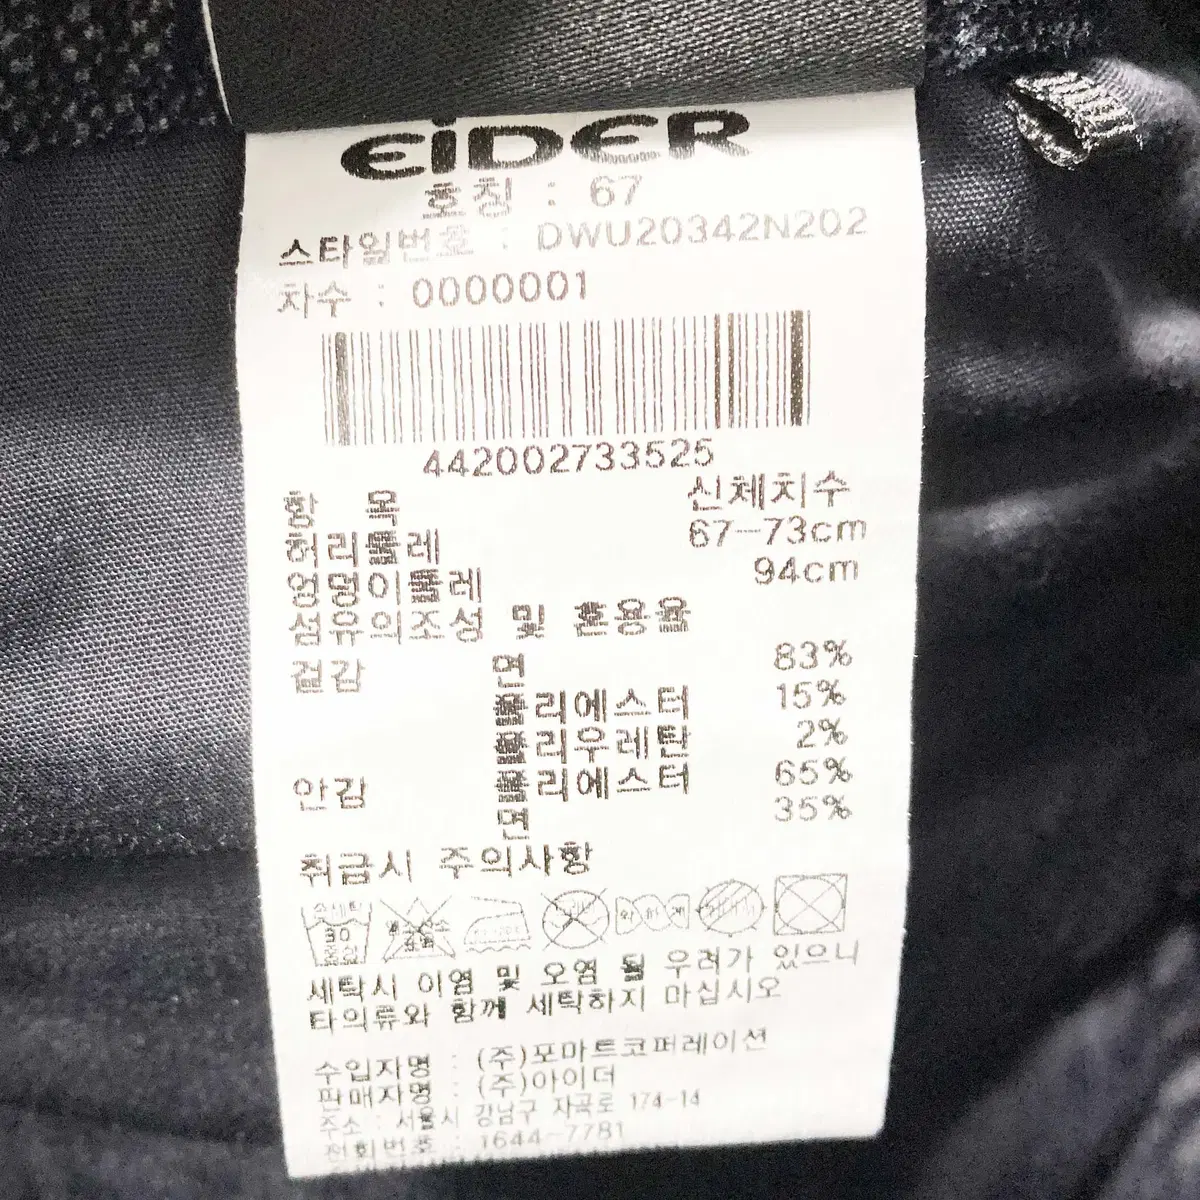 EiDER
호칭 : 67
스타일번호 : DWU20342N202
차수 : 0000001
442002733525
항 목 신체치수
허리둘레 67-73cm
엉덩이둘레 94cm
섬유의조성 및 혼용율
겉감 면 83%
폴리에스터 15%
폴리우레탄 2%
안감 폴리에스터 65%
면 35%
취급시 주의사항
손세탁 30 중성
세탁시 이염 및 오염 될 우려가 있으니
타의류와 함께 세탁하지 마십시오
수입자명 : (주)포마트코퍼레이션
판매자명 : (주)아이더
주소 : 서울시 강남구 자곡로 174-14
전화번호 : 1644-7781